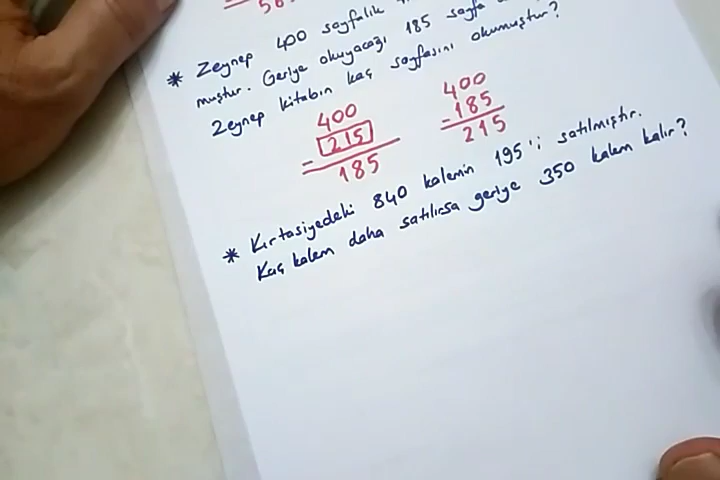 56
* Zeynep 400 sayfalık
muştur. Geriye okuyacağı 185 sayfa
Zeynep kitabın kaç sayfasını okumuştur?
400
215
=
185
400
- 185
215
* Kırtasiyedeki 840 kalemin 195'i satılmıştır.
Kaç kalem daha satılırsa geriye 350 kalem kalır?